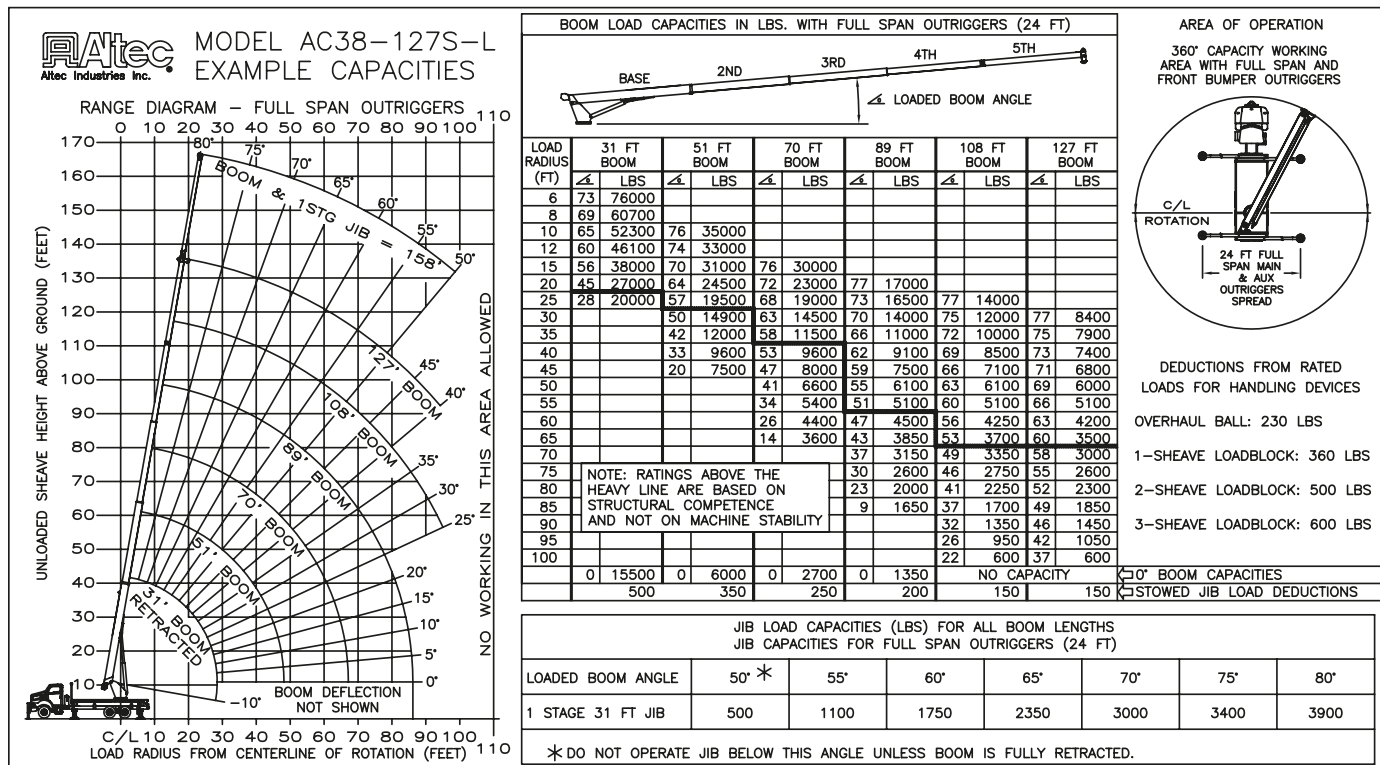 Altec
Altec Industries Inc.
MODEL AC38-127S-L
EXAMPLE CAPACITIES
RANGE DIAGRAM - FULL SPAN OUTRIGGERS
0 10 20 30 40 50 60 70 80 90 100 110
170
160
150
140
130
120
110
100
90
80
70
60
50
40
30
20
10
UNLOADED SHEAVE HEIGHT ABOVE GROUND (FEET)
80° 75° 70° 65° 60° 55° 50°
BOOM & 1STG JIB = 158'
45°
40°
127' BOOM
108' BOOM
35°
89' BOOM
30°
70' BOOM
25°
51' BOOM
20°
15°
31' BOOM
RETRACTED
10°
5°
0°
-10°
BOOM DEFLECTION
NOT SHOWN
NO WORKING IN THIS AREA ALLOWED
C/L 10 20 30 40 50 60 70 80 90 100 110
LOAD RADIUS FROM CENTERLINE OF ROTATION (FEET)
BOOM LOAD CAPACITIES IN LBS. WITH FULL SPAN OUTRIGGERS (24 FT)
BASE 2ND 3RD 4TH 5TH
LOADED BOOM ANGLE
LOAD RADIUS (FT) 31 FT BOOM 51 FT BOOM 70 FT BOOM 89 FT BOOM 108 FT BOOM 127 FT BOOM
LBS LBS LBS LBS LBS LBS
6 73 76000
8 69 60700
10 65 52300 76 35000
12 60 46100 74 33000
15 56 38000 70 31000 76 30000
20 45 27000 64 24500 72 23000 77 17000
25 28 20000 57 19500 68 19000 73 16500 77 14000
30 50 14900 63 14500 70 14000 75 12000 77 8400
35 42 12000 58 11500 66 11000 72 10000 75 7900
40 33 9600 53 9600 62 9100 69 8500 73 7400
45 20 7500 47 8000 59 7500 66 7100 71 6800
50 41 6600 55 6100 63 6100 69 6000
55 34 5400 51 5100 60 5100 66 5100
60 26 4400 47 4500 56 4250 63 4200
65 14 3600 43 3850 53 3700 60 3500
70 37 3150 49 3350 58 3000
75 30 2600 46 2750 55 2600
80 23 2000 41 2250 52 2300
85 9 1650 37 1700 49 1850
90 32 1350 46 1450
95 26 950 42 1050
100 22 600 37 600
0 15500 0 6000 0 2700 0 1350 NO CAPACITY 0° BOOM CAPACITIES
500 350 250 200 150 150 STOWED JIB LOAD DEDUCTIONS
NOTE: RATINGS ABOVE THE
HEAVY LINE ARE BASED ON
STRUCTURAL COMPETENCE
AND NOT ON MACHINE STABILITY
AREA OF OPERATION
360° CAPACITY WORKING
AREA WITH FULL SPAN AND
FRONT BUMPER OUTRIGGERS
C/L
ROTATION
24 FT FULL
SPAN MAIN
& AUX
OUTRIGGERS
SPREAD
DEDUCTIONS FROM RATED
LOADS FOR HANDLING DEVICES
OVERHAUL BALL: 230 LBS
1-SHEAVE LOADBLOCK: 360 LBS
2-SHEAVE LOADBLOCK: 500 LBS
3-SHEAVE LOADBLOCK: 600 LBS
JIB LOAD CAPACITIES (LBS) FOR ALL BOOM LENGTHS
JIB CAPACITIES FOR FULL SPAN OUTRIGGERS (24 FT)
LOADED BOOM ANGLE 50° * 55° 60° 65° 70° 75° 80°
1 STAGE 31 FT JIB 500 1100 1750 2350 3000 3400 3900
* DO NOT OPERATE JIB BELOW THIS ANGLE UNLESS BOOM IS FULLY RETRACTED.